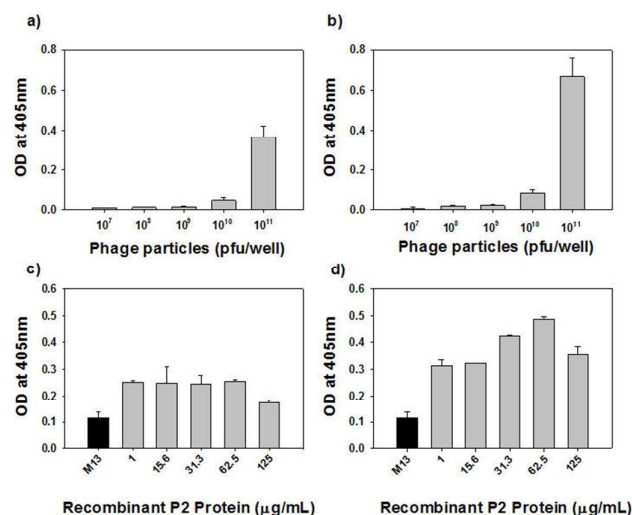 a)
b)
0.8
0.6
0.4
0.2
0.0
OD at 405nm
10⁷ 10⁸ 10⁹ 10¹⁰ 10¹¹
Phage particles (pfu/well)
0.8
0.6
0.4
0.2
0.0
OD at 405nm
10⁷ 10⁸ 10⁹ 10¹⁰ 10¹¹
Phage particles (pfu/well)
c)
d)
0.6
0.5
0.4
0.3
0.2
0.1
0.0
OD at 405nm
M13 1 15.6 31.3 62.5 125
Recombinant P2 Protein (μg/mL)
0.6
0.5
0.4
0.3
0.2
0.1
0.0
OD at 405nm
M13 1 15.6 31.3 62.5 125
Recombinant P2 Protein (μg/mL)